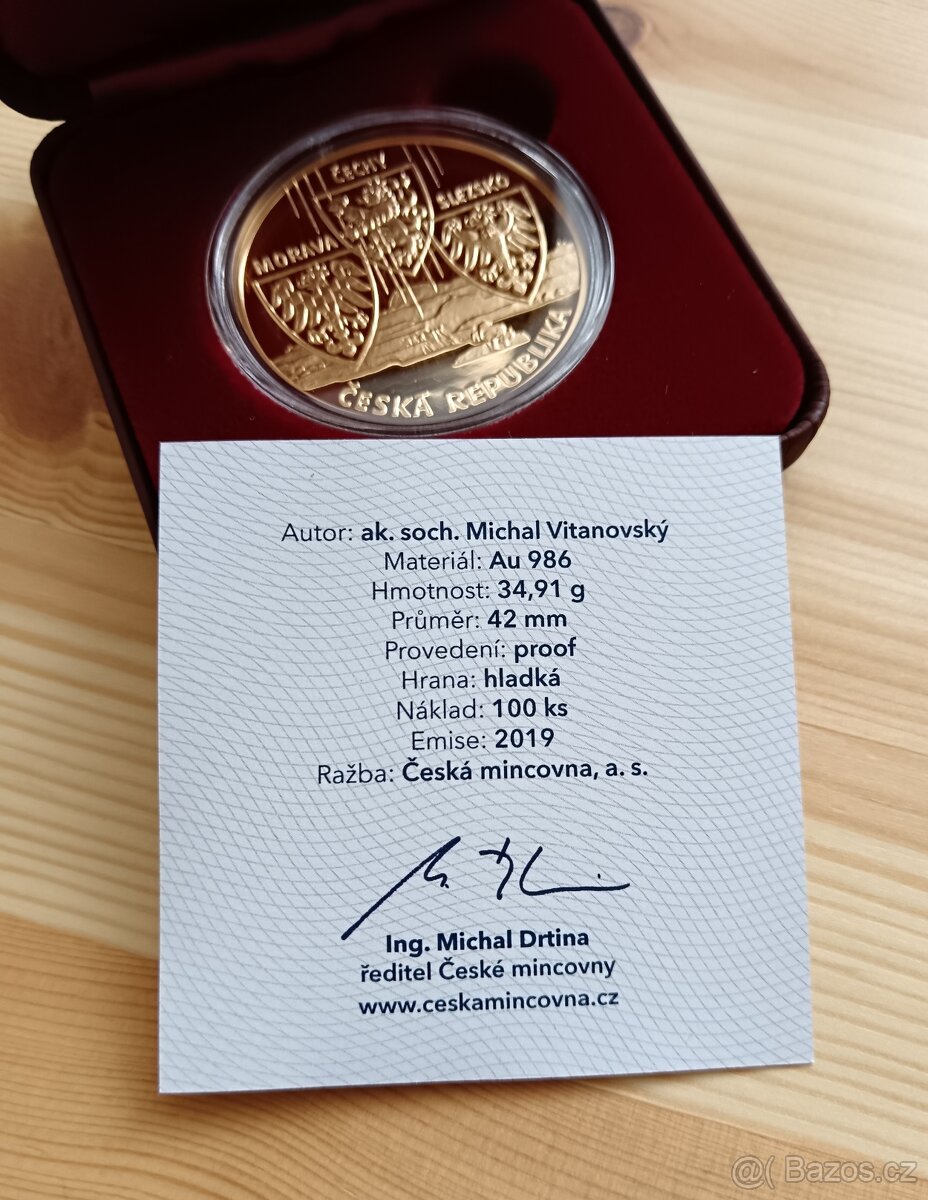 ČECHY
SLEZSKO
MORAVA
ČESKÁ REPUBLIKA
Autor: ak. soch. Michal Vitanovský
Materiál: Au 986
Hmotnost: 34,91 g
Průměr: 42 mm
Provedení: proof
Hrana: hladká
Náklad: 100 ks
Emise: 2019
Ražba: Česká mincovna, a. s.
Ing. Michal Drtina
ředitel České mincovny
www.ceskamincovna.cz
@( Bazos.cz